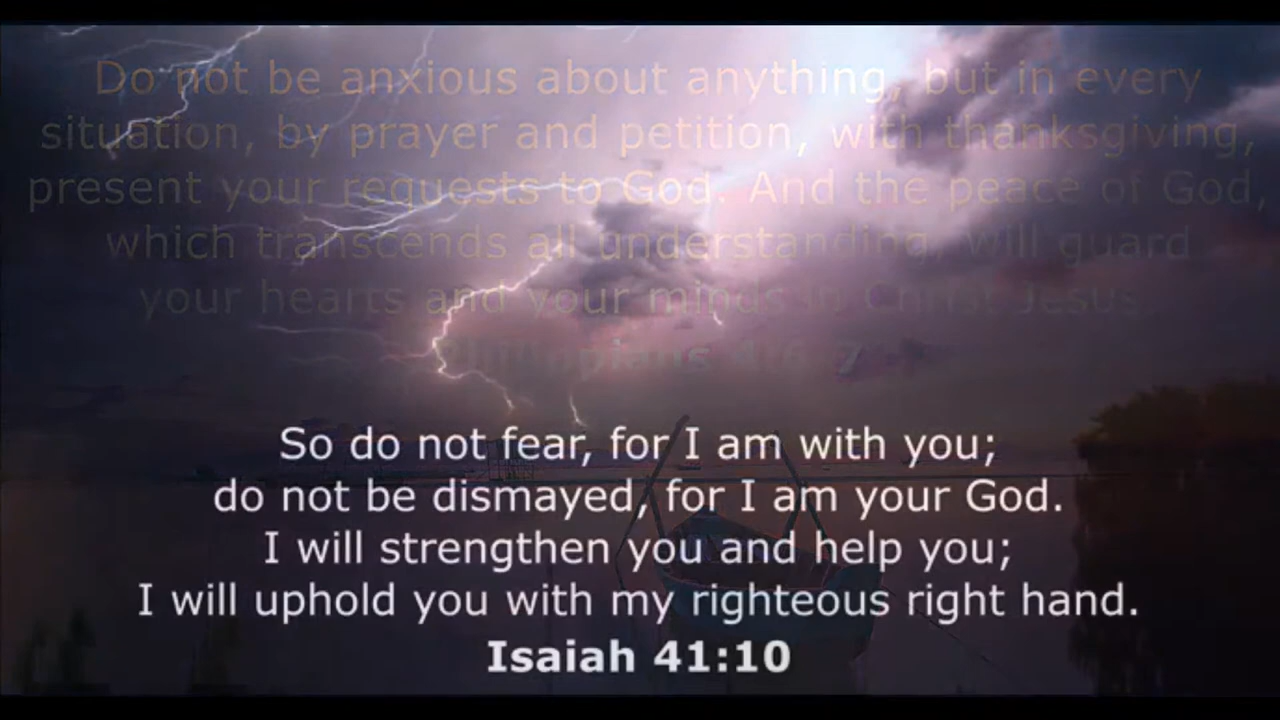 Do not be anxious about anything, but in every
situation, by prayer and petition, with thanksgiving,
present your requests to God. And the peace of God,
which transcends all understanding, will guard
your hearts and your minds in Christ Jesus.
Philippians 4:6-7
So do not fear, for I am with you;
do not be dismayed, for I am your God.
I will strengthen you and help you;
I will uphold you with my righteous right hand.
Isaiah 41:10